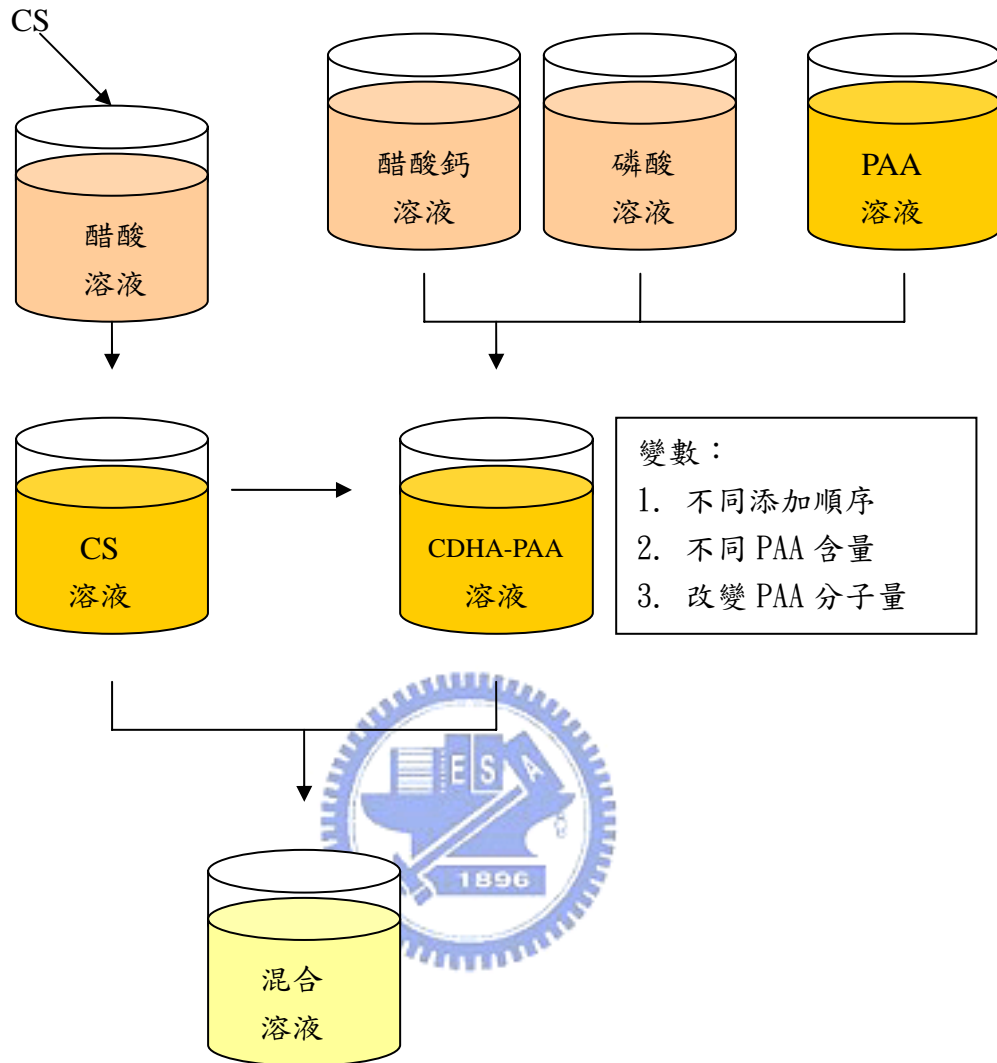 CS
醋酸
溶液
醋酸鈣
溶液
磷酸
溶液
PAA
溶液
CS
溶液
CDHA-PAA
溶液
變數：
1. 不同添加順序
2. 不同 PAA 含量
3. 改變 PAA 分子量
E S A
1896
混合
溶液